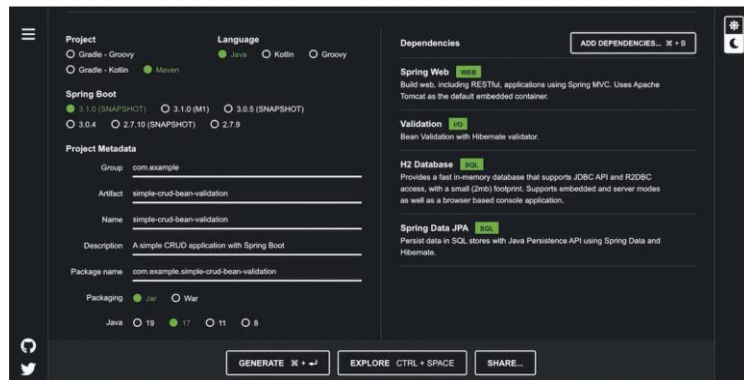 Project
Language
Gradle - Groovy
Java Kotlin Groovy
Gradle - Kotlin Maven
Spring Boot
3.1.0 (SNAPSHOT) 3.1.0 (M1) 3.0.5 (SNAPSHOT)
3.0.4 2.7.10 (SNAPSHOT) 2.7.9
Project Metadata
Group com.example
Artifact simple-crud-bean-validation
Name simple-crud-bean-validation
Description A simple CRUD application with Spring Boot
Package name com.example.simple-crud-bean-validation
Packaging Jar War
Java 19 17 11 8
Dependencies
ADD DEPENDENCIES... ⌘ + B
Spring Web WEB
Build web, including RESTful, applications using Spring MVC. Uses Apache
Tomcat as the default embedded container.
Validation I/O
Bean Validation with Hibernate validator.
H2 Database SQL
Provides a fast in-memory database that supports JDBC API and R2DBC
access, with a small (2mb) footprint. Supports embedded and server modes
as well as a browser based console application.
Spring Data JPA SQL
Persist data in SQL stores with Java Persistence API using Spring Data and
Hibernate.
GENERATE ⌘ + ↵
EXPLORE CTRL + SPACE
SHARE...